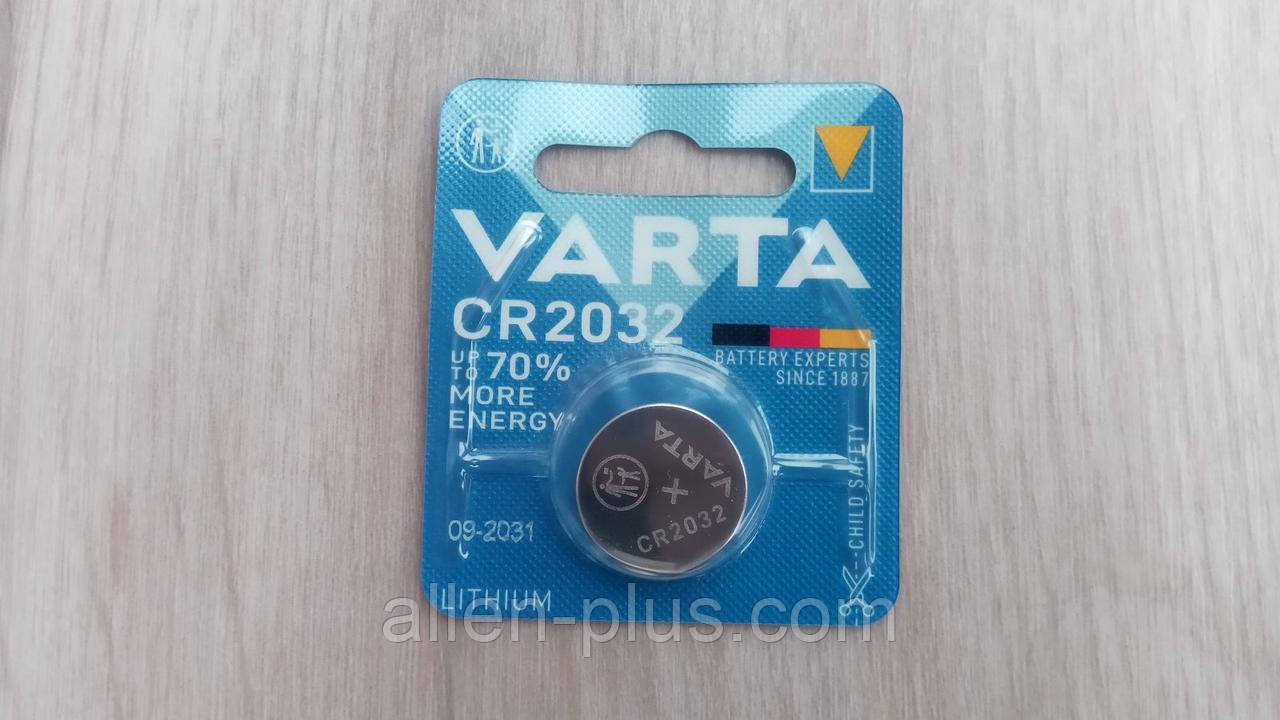 VARTA
CR2032
UP TO 70%
MORE
ENERGY
BATTERY EXPERTS
SINCE 1887
VARTA
+
CR2032
CHILD SAFETY
09-2031
LITHIUM
allen-plus.com